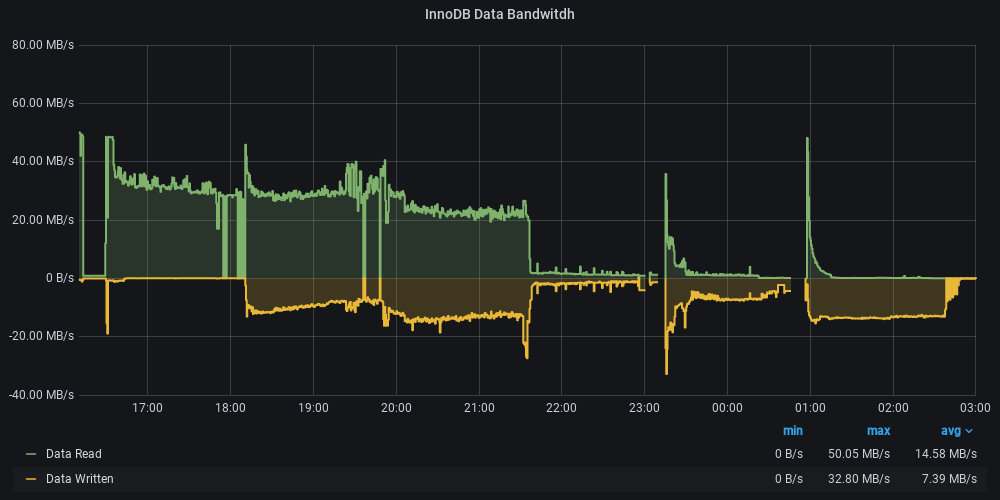 InnoDB Data Bandwitdh
80.00 MB/s
60.00 MB/s
40.00 MB/s
20.00 MB/s
0 B/s
-20.00 MB/s
-40.00 MB/s
17:00 18:00 19:00 20:00 21:00 22:00 23:00 00:00 01:00 02:00 03:00
min max avg
Data Read 0 B/s 50.05 MB/s 14.58 MB/s
Data Written 0 B/s 32.80 MB/s 7.39 MB/s